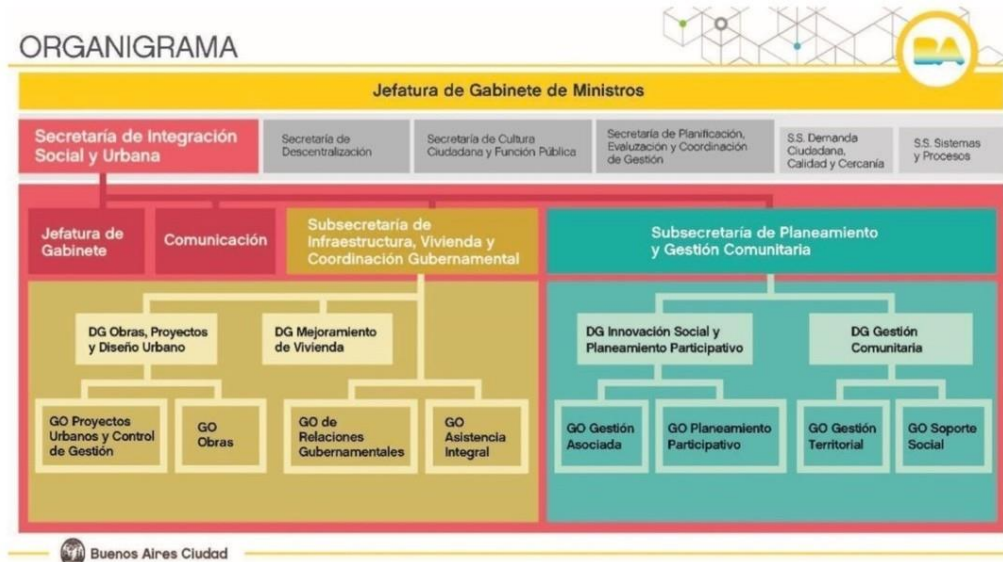 ORGANIGRAMA
BA
Jefatura de Gabinete de Ministros
Secretaría de Integración
Social y Urbana
Secretaría de
Descentralización
Secretaría de Cultura
Ciudadana y Función Pública
Secretaría de Planificación,
Evaluzación y Coordinación
de Gestión
S.S. Demanda
Ciudadana,
Calidad y Cercanía
S.S. Sistemas
y Procesos
Jefatura de
Gabinete
Comunicación
Subsecretaría de
Infraestructura, Vivienda y
Coordinación Gubernamental
Subsecretaría de Planeamiento
y Gestión Comunitaria
DG Obras, Proyectos
y Diseño Urbano
DG Mejoramiento
de Vivienda
DG Innovación Social y
Planeamiento Participativo
DG Gestión
Comunitaria
GO Proyectos
Urbanos y Control
de Gestión
GO
Obras
GO de
Relaciones
Gubernamentales
GO
Asistencia
Integral
GO Gestión
Asociada
GO Planeamiento
Participativo
GO Gestión
Territorial
GO Soporte
Social
Buenos Aires Ciudad